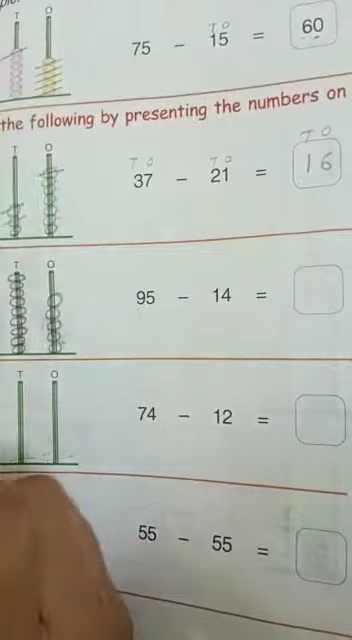 T O
T O
75 - 15 = 60
the following by presenting the numbers on
T O
T O T O T O
37 - 21 = 16
T O
95 - 14 =
T O
74 - 12 =
55 - 55 =